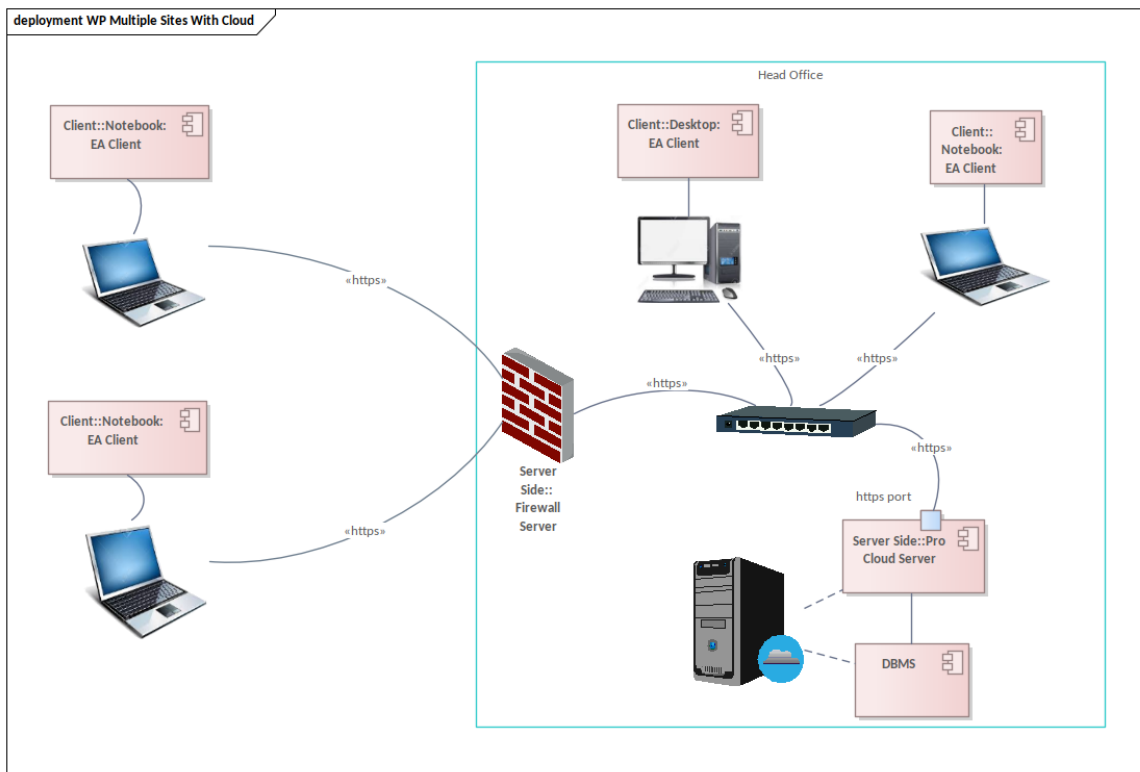 deployment WP Multiple Sites With Cloud
Head Office
Client::Notebook:
EA Client
Client::Desktop:
EA Client
Client::
Notebook:
EA Client
«https»
«https»
«https»
«https»
Client::Notebook:
EA Client
«https»
«https»
Server
Side::
Firewall
Server
https port
Server Side::Pro
Cloud Server
DBMS